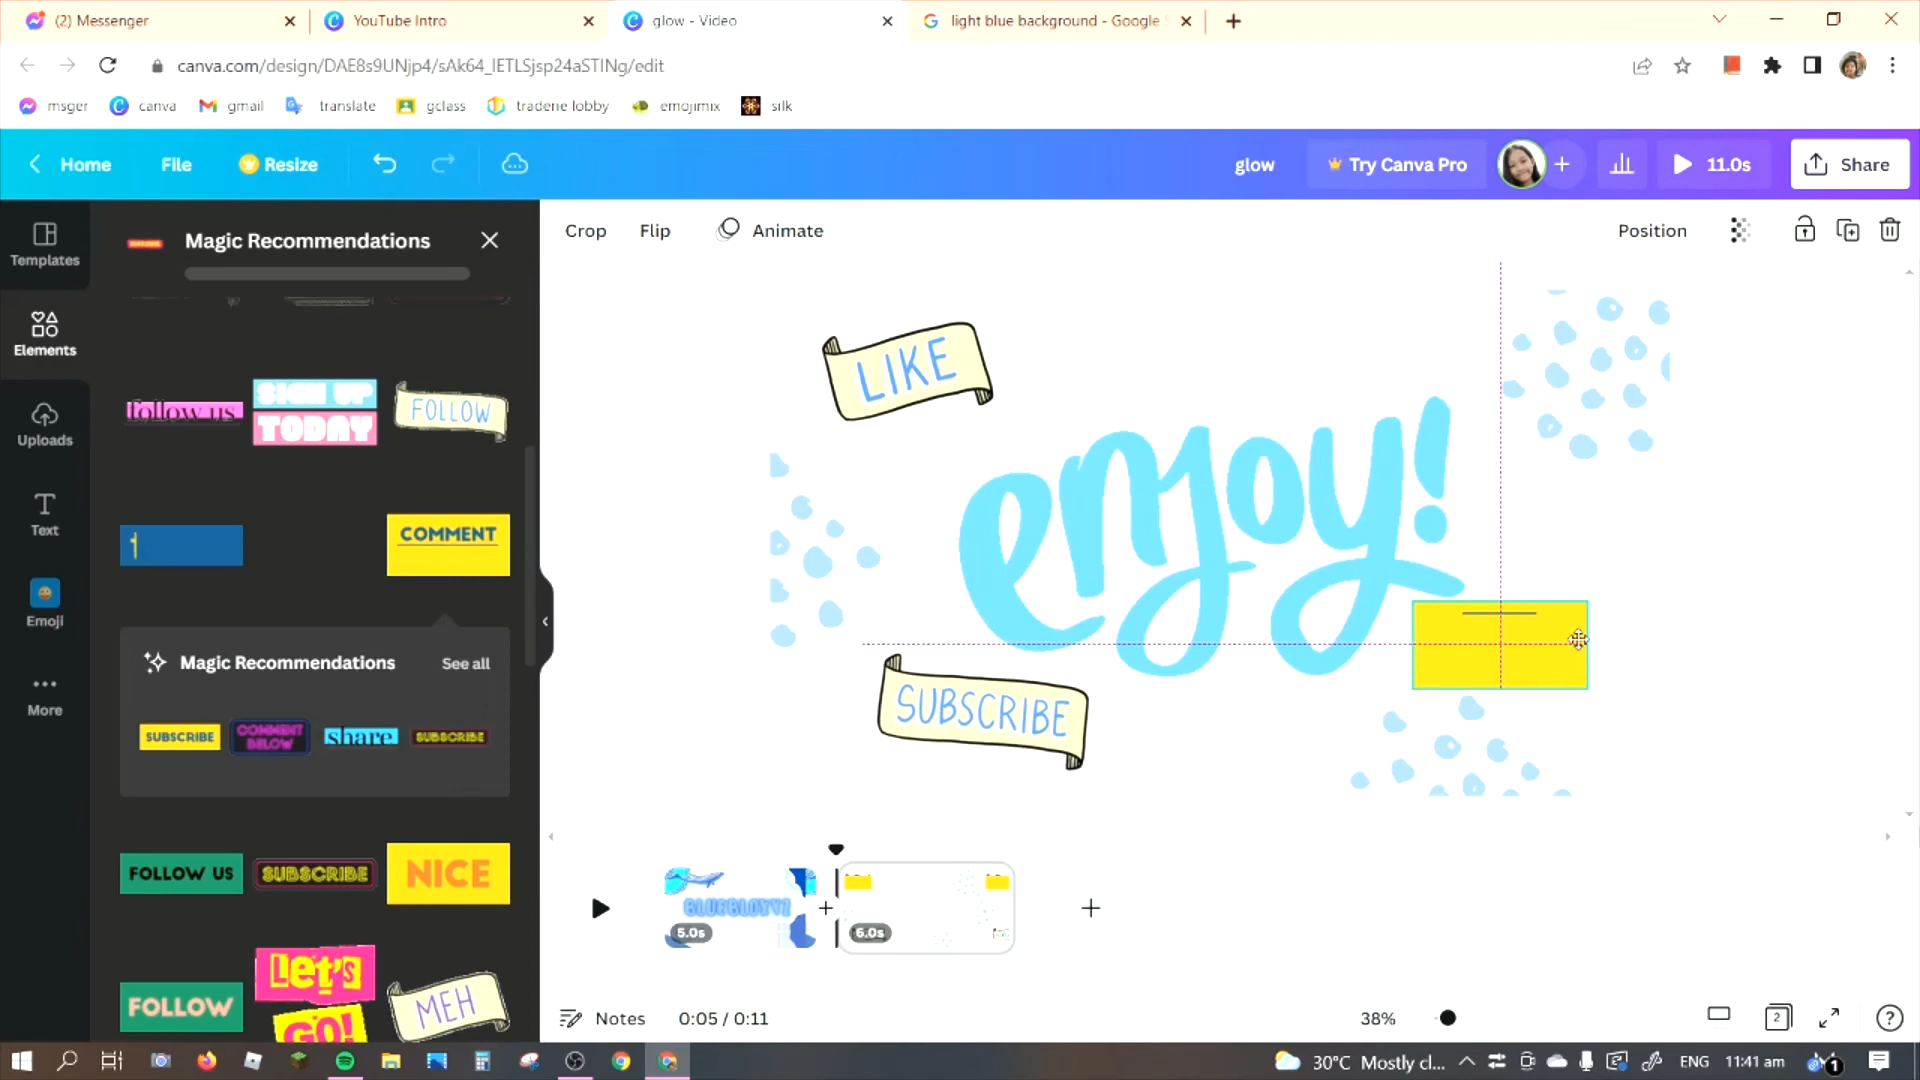 (2) Messenger
YouTube Intro
glow - Video
light blue background - Google S
canva.com/design/DAE8s9UNjp4/sAk64_lETLSjsp24aSTINg/edit
msger
canva
gmail
translate
gclass
tradene lobby
emojimix
silk
Home
File
Resize
glow
Try Canva Pro
11.0s
Share
Templates
Elements
Uploads
Text
Emoji
More
Magic Recommendations
follow us
SIGN UP
TODAY
FOLLOW
COMMENT
Magic Recommendations
See all
SUBSCRIBE
COMMENT
BELOW
share
SUBSCRIBE
FOLLOW US
SUBSCRIBE
NICE
FOLLOW
Let's
GO!
MEH
Crop
Flip
Animate
Position
LIKE
enjoy!
SUBSCRIBE
5.0s
6.0s
Notes
0:05 / 0:11
38%
2
30°C Mostly cl...
ENG
11:41 am
1